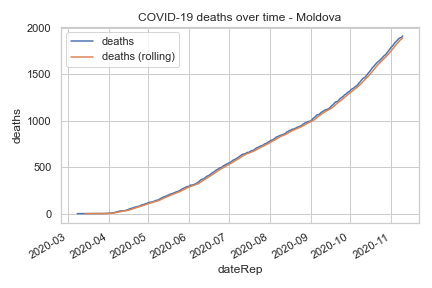 COVID-19 deaths over time - Moldova
deaths
deaths (rolling)
2000
1500
1000
500
0
deaths
2020-03
2020-04
2020-05
2020-06
2020-07
2020-08
2020-09
2020-10
2020-11
dateRep